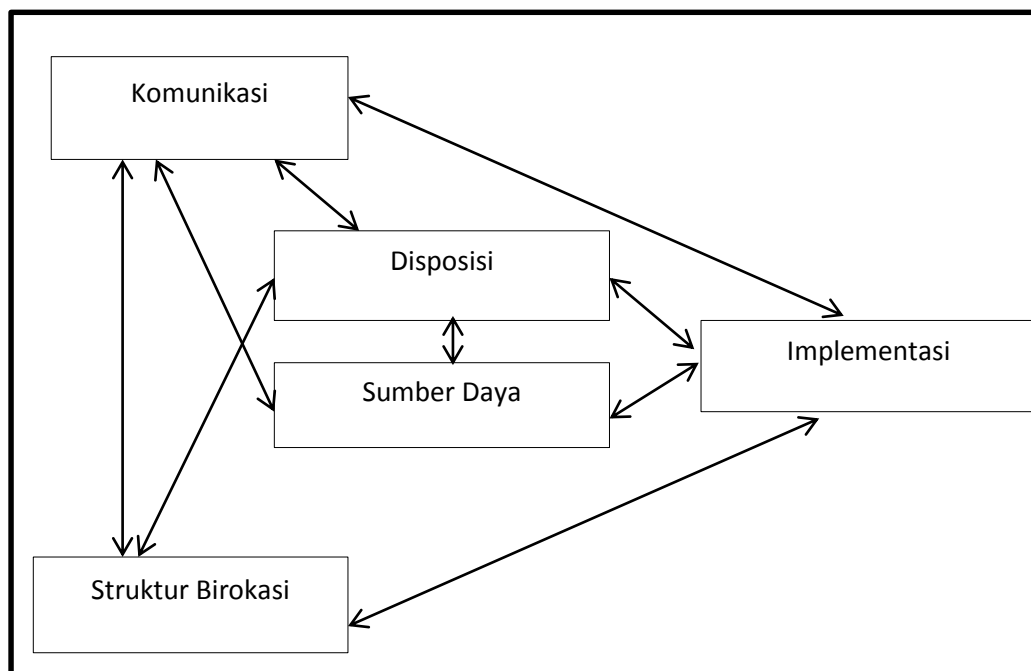 Komunikasi
Disposisi
Implementasi
Sumber Daya
Struktur Birokasi